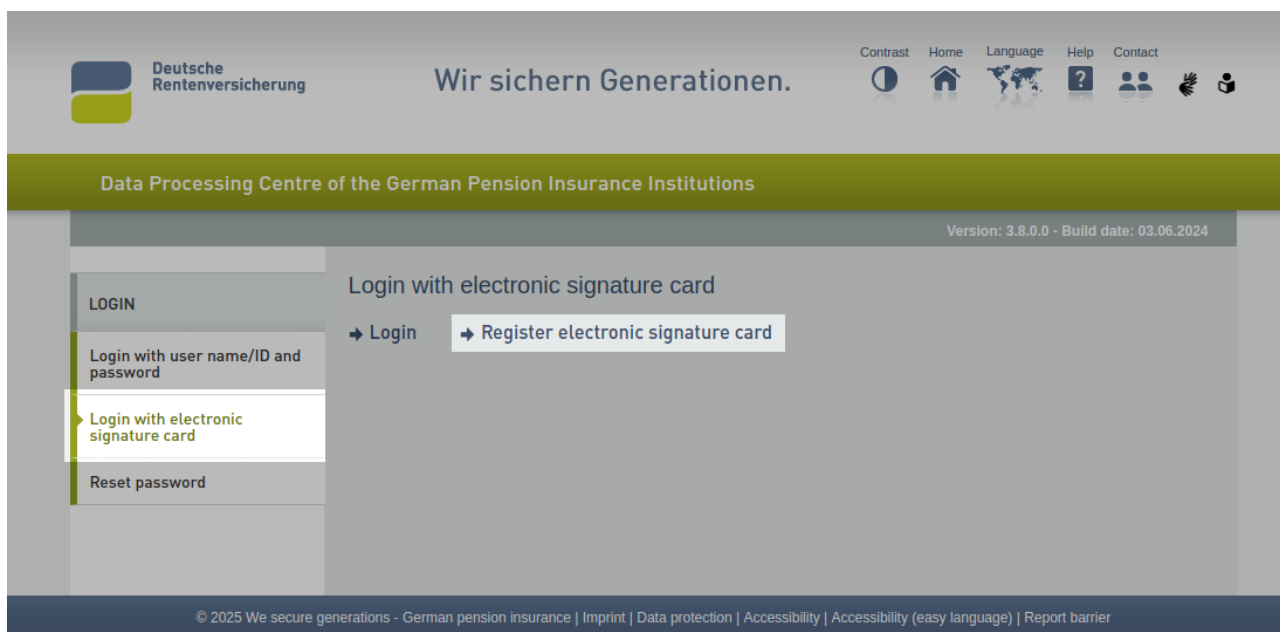 Deutsche
Rentenversicherung
Wir sichern Generationen.
Contrast Home Language Help Contact
Data Processing Centre of the German Pension Insurance Institutions
Version: 3.8.0.0 - Build date: 03.06.2024
LOGIN
Login with user name/ID and
password
Login with electronic
signature card
Reset password
Login with electronic signature card
Login Register electronic signature card
© 2025 We secure generations - German pension insurance | Imprint | Data protection | Accessibility | Accessibility (easy language) | Report barrier